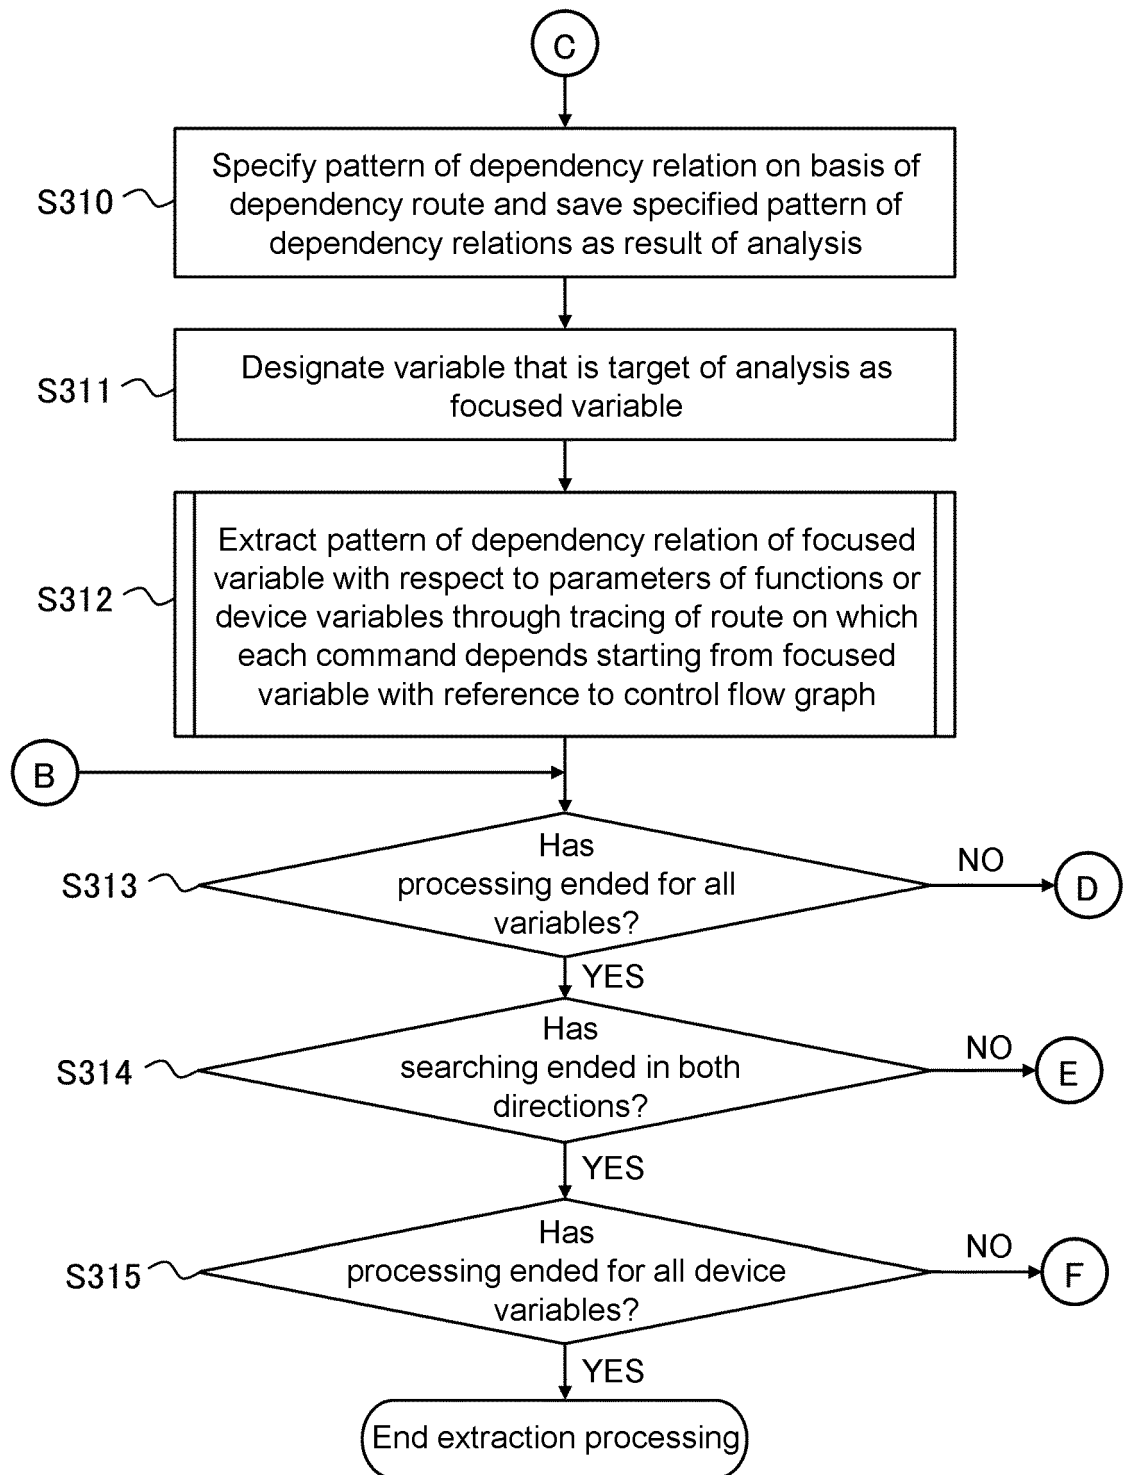 C
S310
Specify pattern of dependency relation on basis of
dependency route and save specified pattern of
dependency relations as result of analysis
S311
Designate variable that is target of analysis as
focused variable
S312
Extract pattern of dependency relation of focused
variable with respect to parameters of functions or
device variables through tracing of route on which
each command depends starting from focused
variable with reference to control flow graph
B
S313
Has
processing ended for all
variables?
NO
D
YES
S314
Has
searching ended in both
directions?
NO
E
YES
S315
Has
processing ended for all device
variables?
NO
F
YES
End extraction processing